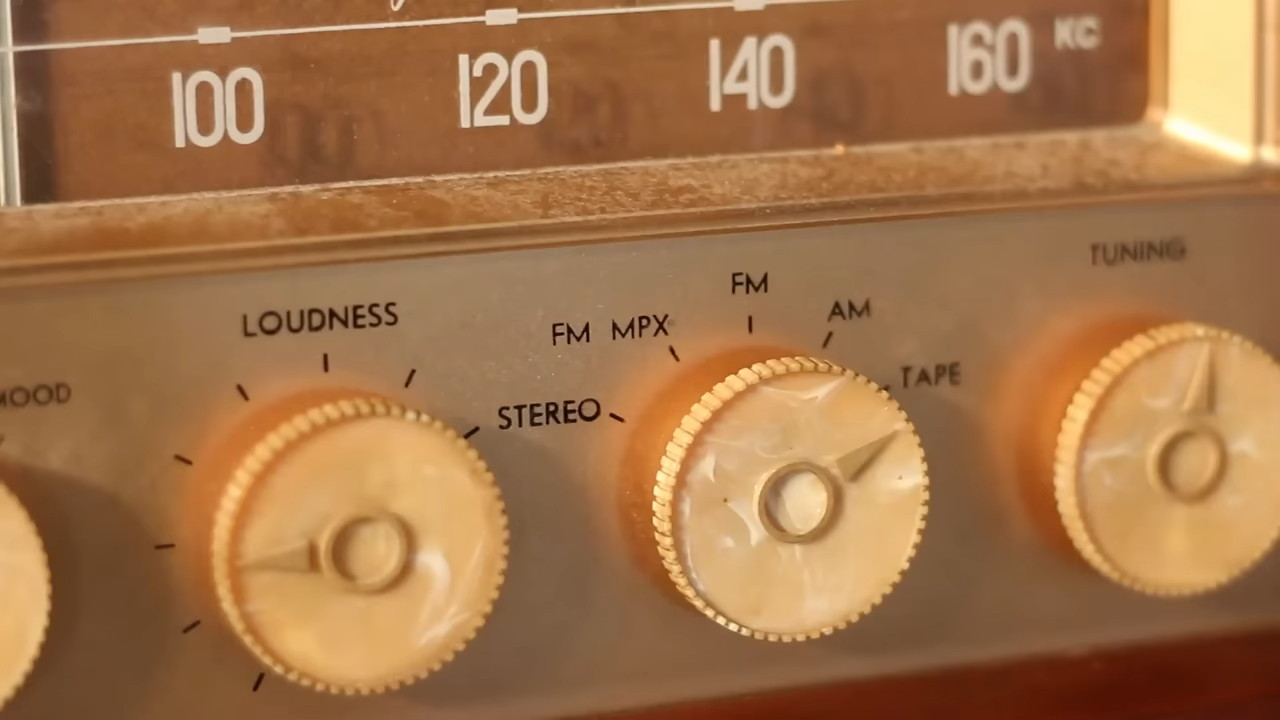 100 120 140 160 KC
LOUDNESS
FM MPX
FM
AM
TUNING
MOOD
STEREO
TAPE